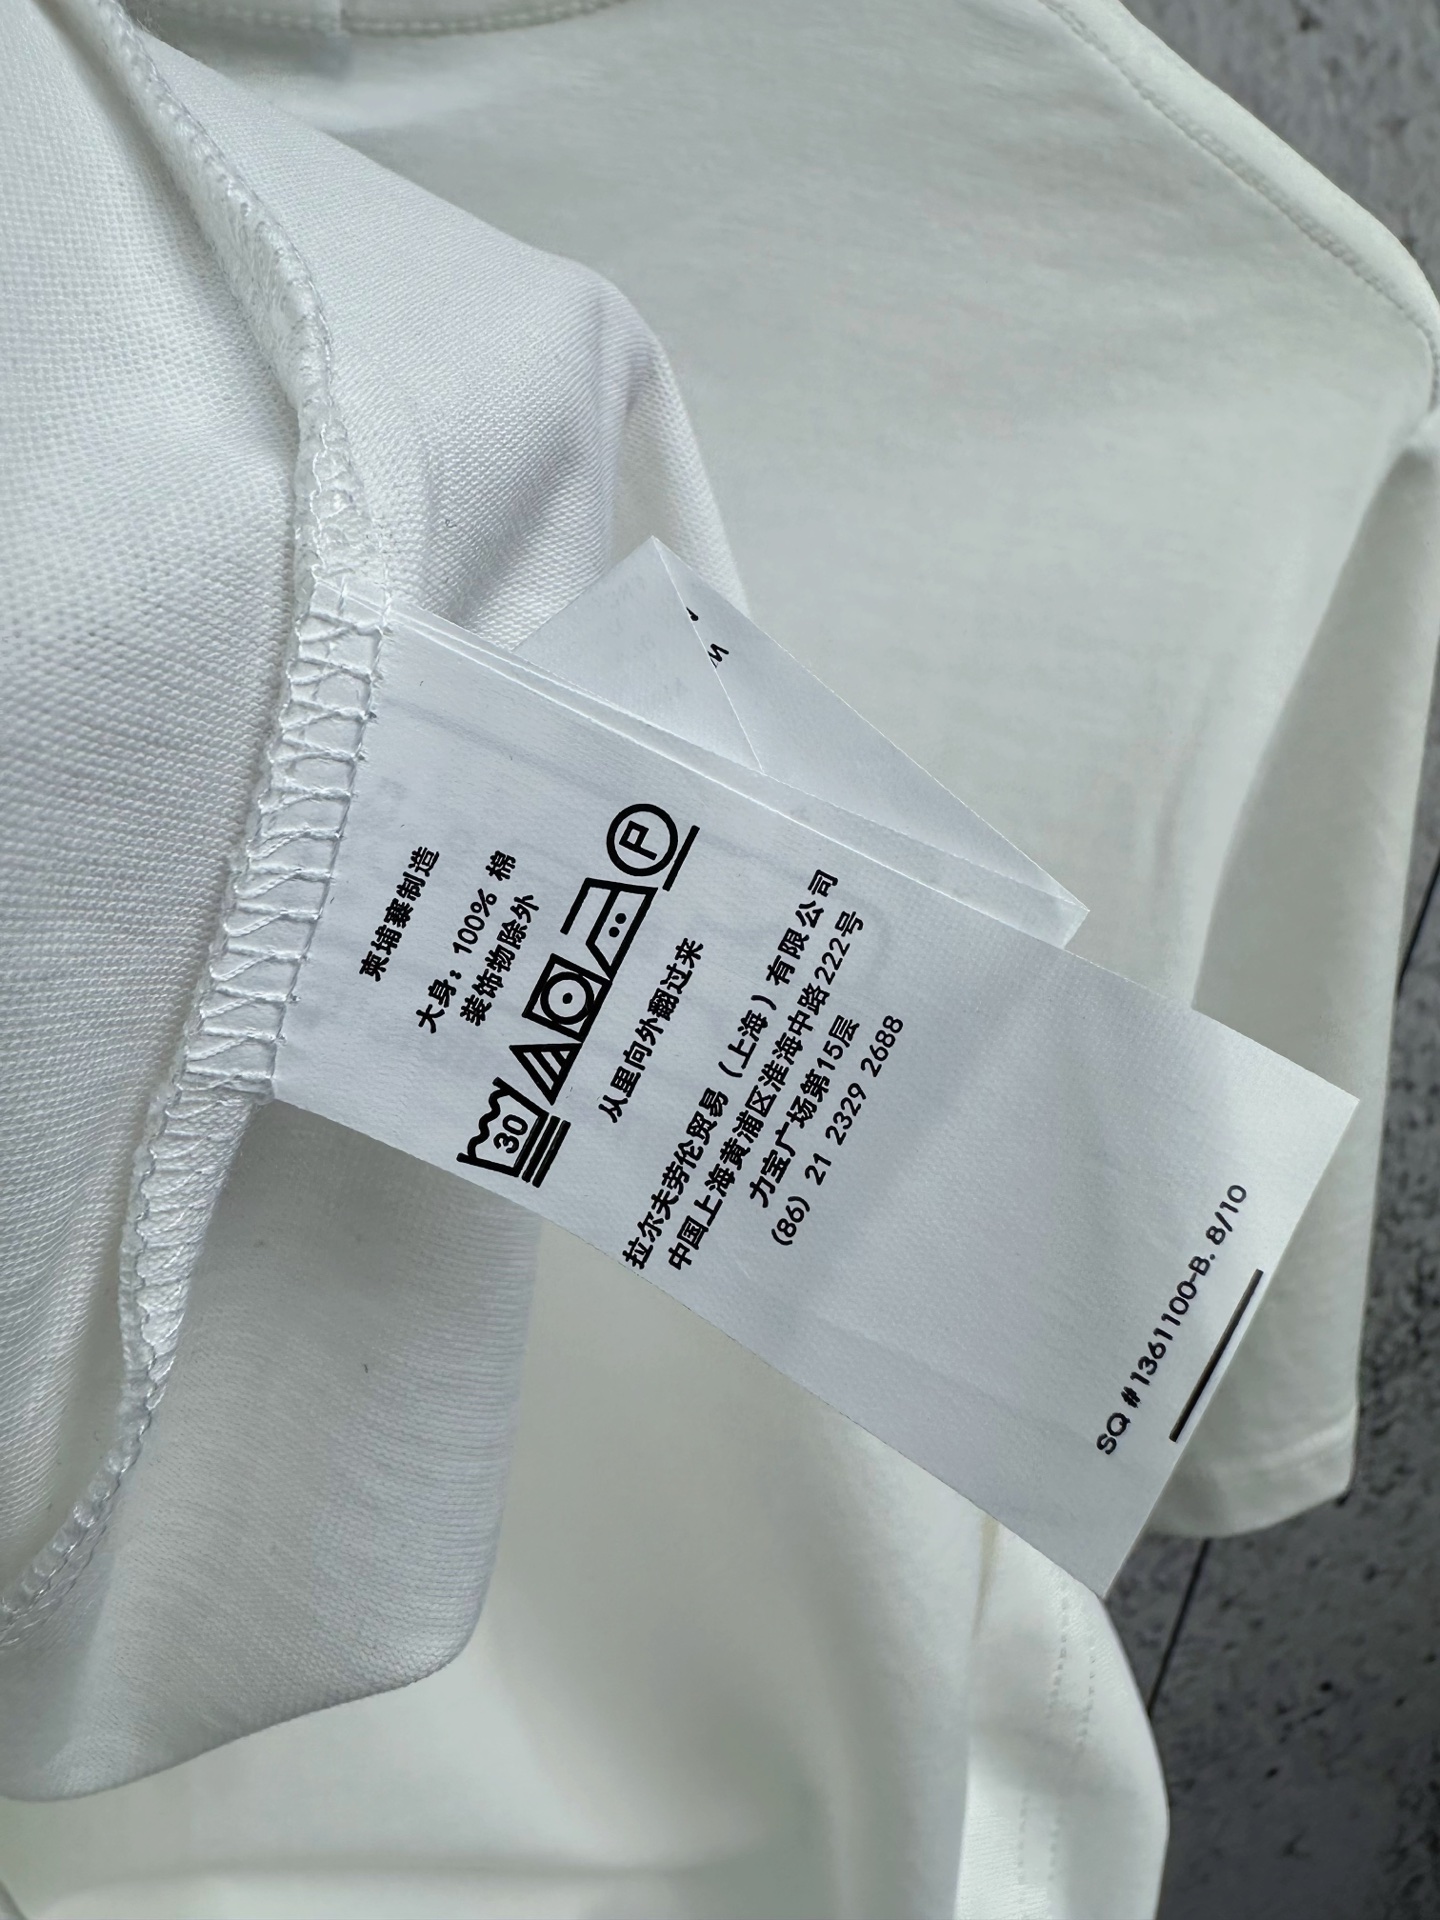 柬埔寨制造
大身：100% 棉
装饰物除外
30
P
从里向外翻过来
拉尔夫劳伦贸易（上海）有限公司
中国上海黄浦区淮海中路222号
力宝广场第15层
(86) 21 2329 2688
SQ #1361100-B. 8/10